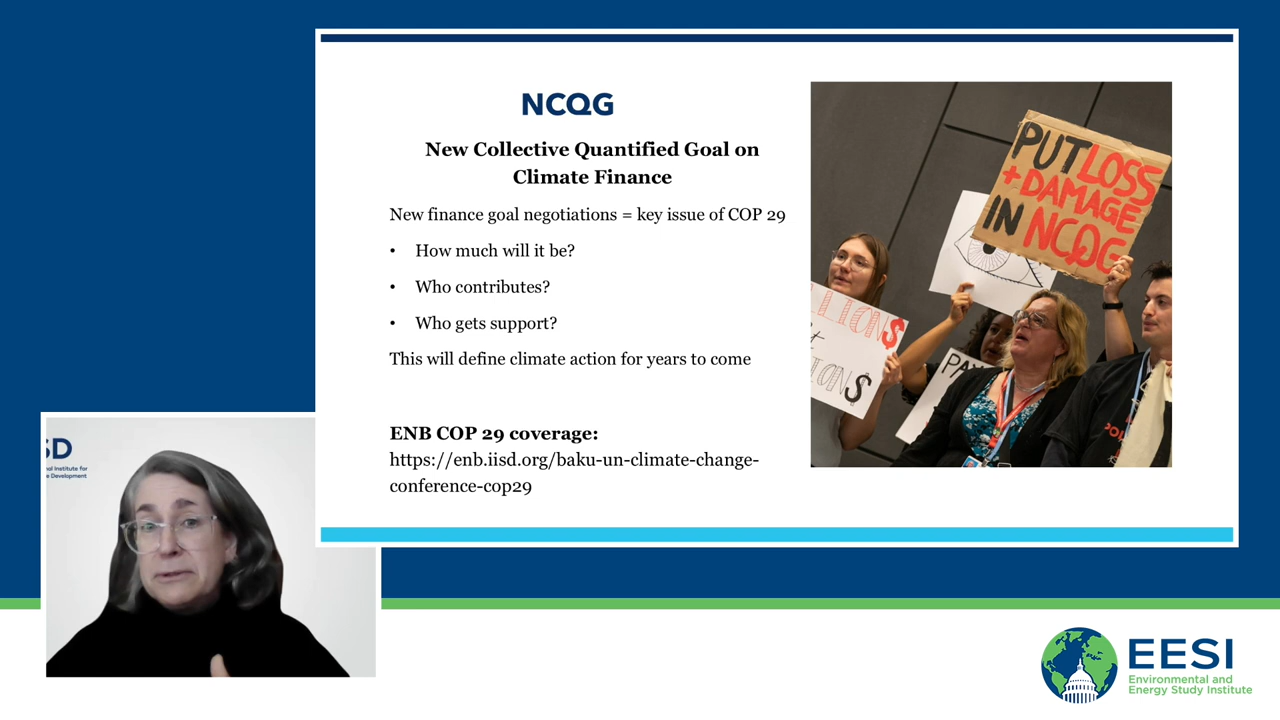 NCQG
New Collective Quantified Goal on
Climate Finance
New finance goal negotiations = key issue of COP 29
• How much will it be?
• Who contributes?
• Who gets support?
This will define climate action for years to come
ENB COP 29 coverage:
https://enb.iisd.org/baku-un-climate-change-
conference-cop29
PUT LOSS
+ DAMAGE
IN NCQG
EESI
Environmental and
Energy Study Institute